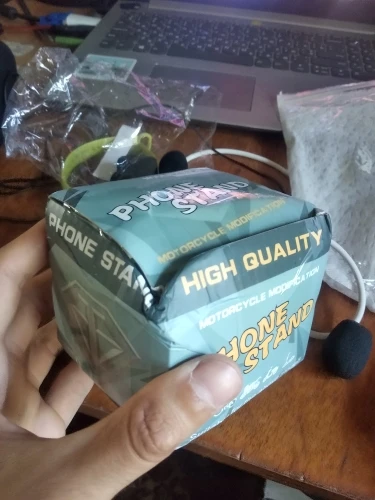 PHONE
STAND
MOTORCYCLE MODIFICATION
PHONE STAND
HIGH QUALITY
MOTORCYCLE MODIFICATION
PHONE
STAND